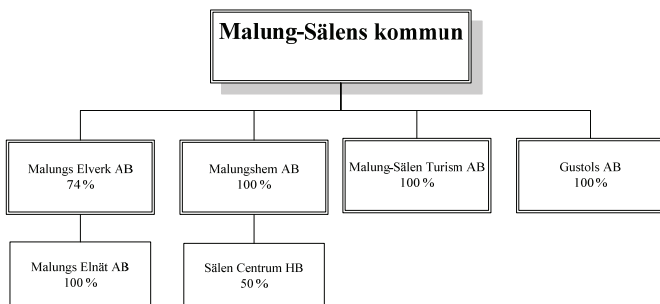 Malung-Sälens kommun
Malungs Elverk AB
74 %
Malungshem AB
100 %
Malung-Sälen Turism AB
100 %
Gustols AB
100 %
Malungs Elnät AB
100 %
Sälen Centrum HB
50 %